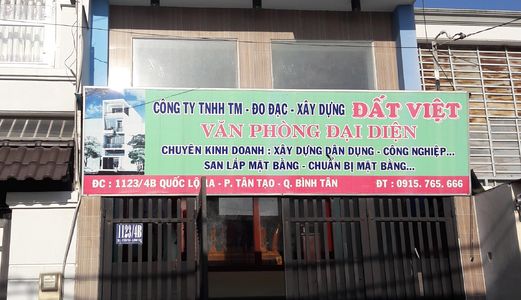 CÔNG TY TNHH TM - ĐO ĐẠC - XÂY DỰNG ĐẤT VIỆT
VĂN PHÒNG ĐẠI DIỆN
CHUYÊN KINH DOANH : XÂY DỰNG DÂN DỤNG - CÔNG NGHIỆP...
SAN LẤP MẶT BẰNG - CHUẨN BỊ MẶT BẰNG...
ĐC : 1123/4B QUỐC LỘ 1A - P. TÂN TẠO - Q. BÌNH TÂN ĐT : 0915. 765. 666
1123/4B